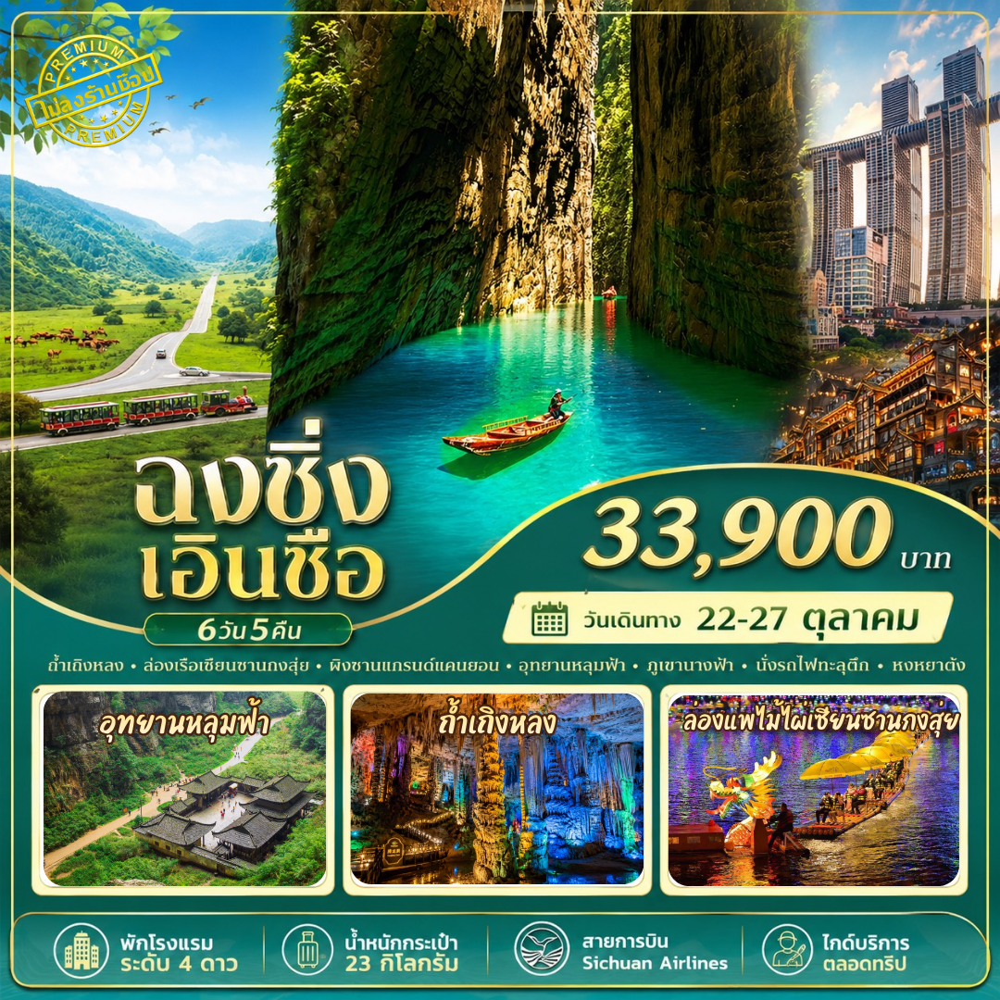 PREMIUM
ไปลงร้านช็อป
PREMIUM
ฉงชิ่ง
เอินซือ
6วัน5คืน
33,900 บาท
วันเดินทาง 22-27 ตุลาคม
ถ้ำเถิงหลง • ล่องเรือเซียนซานกงสุ่ย • ผิงซานแกรนด์แคนยอน • อุทยานหลุมฟ้า • ภูเขานางฟ้า • นั่งรถไฟทะลุตึก • หงหยาต้ง
อุทยานหลุมฟ้า
ถ้ำเถิงหลง
ล่องแพไม้ไผ่เซียนซานกงสุ่ย
พักโรงแรม
ระดับ 4 ดาว
น้ำหนักกระเป๋า
23 กิโลกรัม
สายการบิน
Sichuan Airlines
ไกด์บริการ
ตลอดทริป